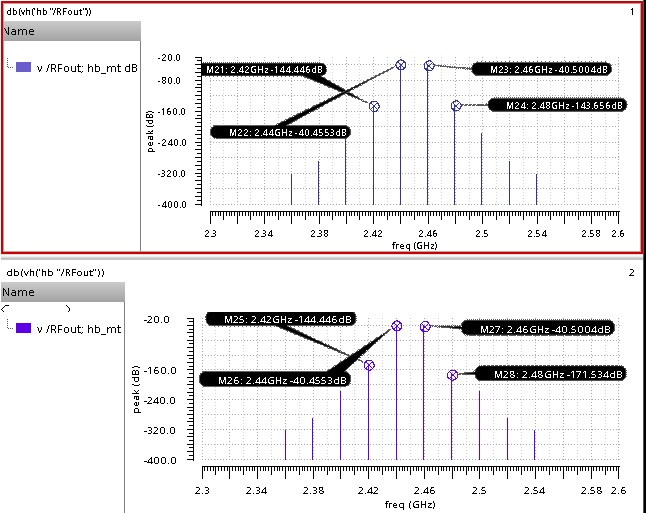 db(vh('hb "/RFout"))
1
Name
v /RFout; hb_mt dB
peak (dB)
-20.0
-80.0
-160.0
-240.0
-320.0
-400.0
M21: 2.42GHz -144.446dB
M23: 2.46GHz -40.5004dB
M24: 2.48GHz -143.656dB
M22: 2.44GHz -40.4553dB
2.3 2.34 2.38 2.42 2.46 2.5 2.54 2.58 2.6
freq (GHz)
db(vh('hb "/RFout"))
2
Name
v /RFout; hb_mt
peak (dB)
-20.0
-160.0
-240.0
-320.0
-400.0
M25: 2.42GHz -144.446dB
M27: 2.46GHz -40.5004dB
M26: 2.44GHz -40.4553dB
M28: 2.48GHz -171.534dB
2.3 2.34 2.38 2.42 2.46 2.5 2.54 2.6
freq (GHz)